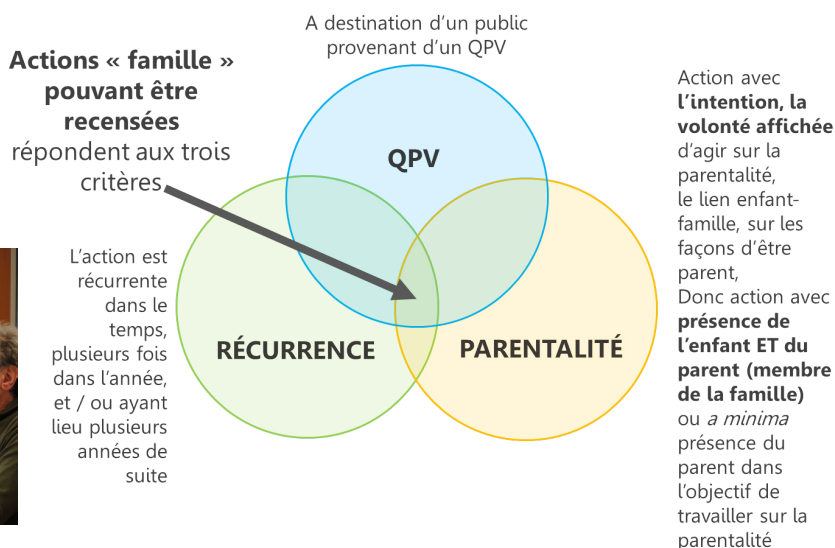 A destination d’un public
provenant d’un QPV
Actions « famille »
pouvant être
recensées
répondent aux trois
critères
QPV
RÉCURRENCE
PARENTALITÉ
L’action est
récurrente
dans le
temps,
plusieurs fois
dans l’année,
et / ou ayant
lieu plusieurs
années de
suite
Action avec
l’intention, la
volonté affichée
d’agir sur la
parentalité,
le lien enfant-
famille, sur les
façons d’être
parent,
Donc action avec
présence de
l’enfant ET du
parent (membre
de la famille)
ou a minima
présence du
parent dans
l’objectif de
travailler sur la
parentalité